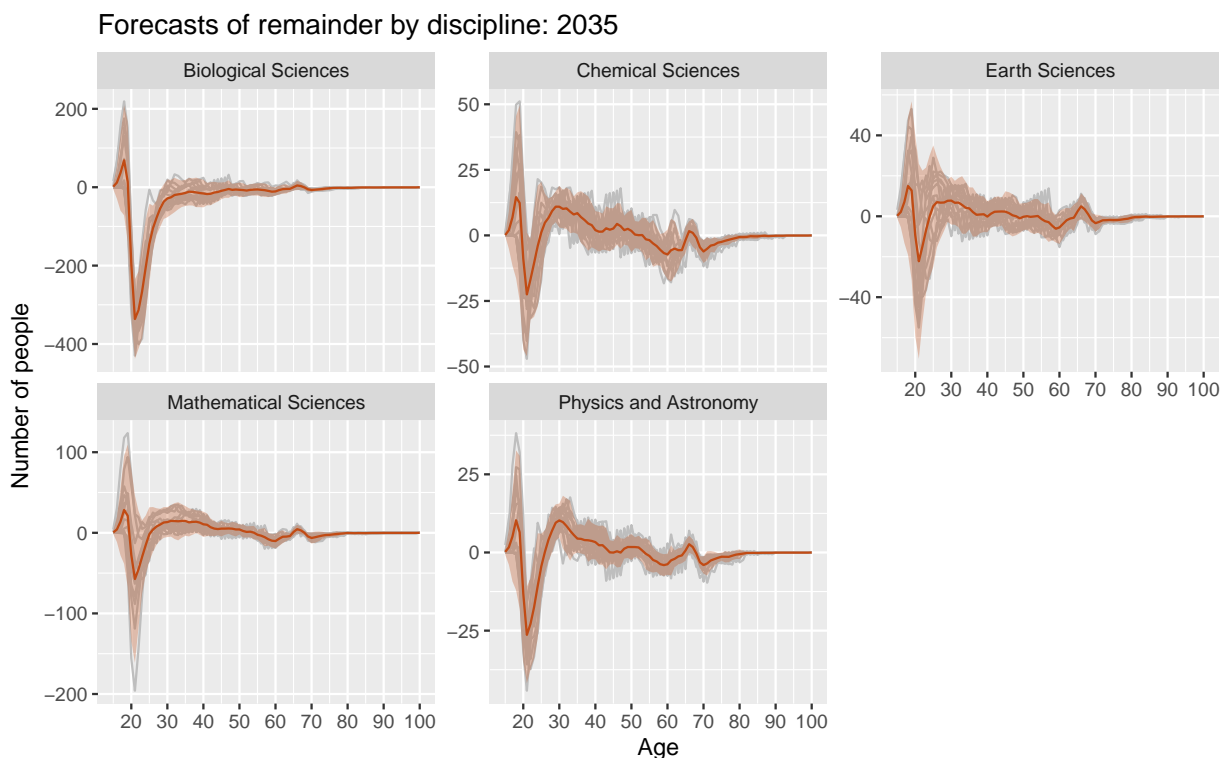 Forecasts of remainder by discipline: 2035
Biological Sciences
Chemical Sciences
Earth Sciences
200
0
−200
−400
50
25
0
−25
−50
40
0
−40
20 30 40 50 60 70 80 90 100
Mathematical Sciences
Physics and Astronomy
100
0
−100
−200
25
0
−25
20 30 40 50 60 70 80 90 100
20 30 40 50 60 70 80 90 100
Number of people
Age